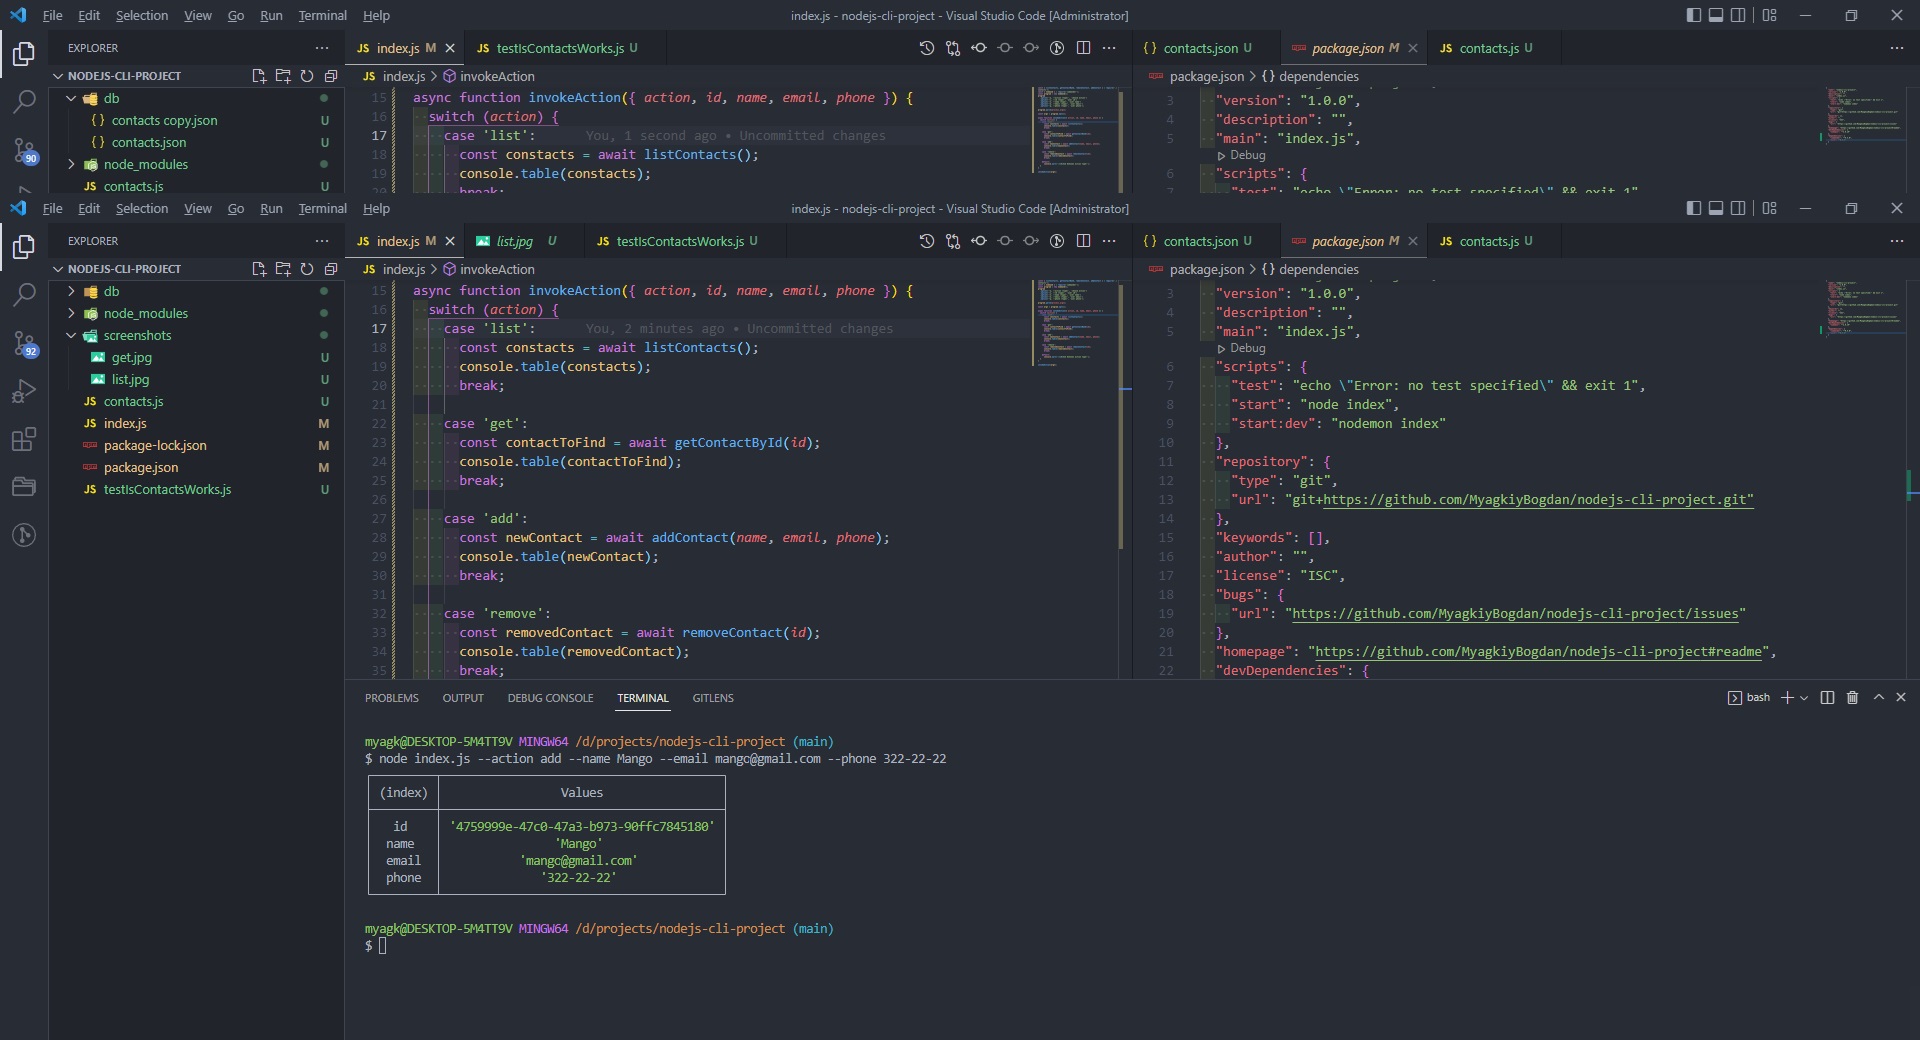 File Edit Selection View Go Run Terminal Help
index.js - nodejs-cli-project - Visual Studio Code [Administrator]
EXPLORER
NODEJS-CLI-PROJECT
db
contacts copy.json U
contacts.json U
node_modules
contacts.js U
90
JS index.js M
JS testIsContactsWorks.js U
JS index.js > invokeAction
15 async function invokeAction({ action, id, name, email, phone }) {
16 switch (action) {
17 case 'list': You, 1 second ago • Uncommitted changes
18 const constacts = await listContacts();
19 console.table(constacts);
20 break;
{ } contacts.json U
package.json M
JS contacts.js U
package.json > { } dependencies
3 "version": "1.0.0",
4 "description": "",
5 "main": "index.js",
Debug
6 "scripts": {
7 "test": "echo \"Error: no test specified\" && exit 1"
File Edit Selection View Go Run Terminal Help
index.js - nodejs-cli-project - Visual Studio Code [Administrator]
EXPLORER
NODEJS-CLI-PROJECT
db
node_modules
screenshots
get.jpg U
list.jpg U
JS contacts.js U
JS index.js M
package-lock.json M
package.json M
JS testIsContactsWorks.js U
92
JS index.js M
list.jpg U
JS testIsContactsWorks.js U
JS index.js > invokeAction
15 async function invokeAction({ action, id, name, email, phone }) {
16 switch (action) {
17 case 'list': You, 2 minutes ago • Uncommitted changes
18 const constacts = await listContacts();
19 console.table(constacts);
20 break;
21
22 case 'get':
23 const contactToFind = await getContactById(id);
24 console.table(contactToFind);
25 break;
26
27 case 'add':
28 const newContact = await addContact(name, email, phone);
29 console.table(newContact);
30 break;
31
32 case 'remove':
33 const removedContact = await removeContact(id);
34 console.table(removedContact);
35 break;
{ } contacts.json U
package.json M
JS contacts.js U
package.json > { } dependencies
3 "version": "1.0.0",
4 "description": "",
5 "main": "index.js",
Debug
6 "scripts": {
7 "test": "echo \"Error: no test specified\" && exit 1",
8 "start": "node index",
9 "start:dev": "nodemon index"
10 },
11 "repository": {
12 "type": "git",
13 "url": "git+https://github.com/MyagkiyBogdan/nodejs-cli-project.git"
14 },
15 "keywords": [],
16 "author": "",
17 "license": "ISC",
18 "bugs": {
19 "url": "https://github.com/MyagkiyBogdan/nodejs-cli-project/issues"
20 },
21 "homepage": "https://github.com/MyagkiyBogdan/nodejs-cli-project#readme",
22 "devDependencies": {
PROBLEMS OUTPUT DEBUG CONSOLE TERMINAL GITLENS
bash
myagk@DESKTOP-5M4TT9V MINGW64 /d/projects/nodejs-cli-project (main)
$ node index.js --action add --name Mango --email mango@gmail.com --phone 322-22-22
(index) Values
id '4759999e-47c0-47a3-b973-90ffc7845180'
name 'Mango'
email 'mango@gmail.com'
phone '322-22-22'
myagk@DESKTOP-5M4TT9V MINGW64 /d/projects/nodejs-cli-project (main)
$